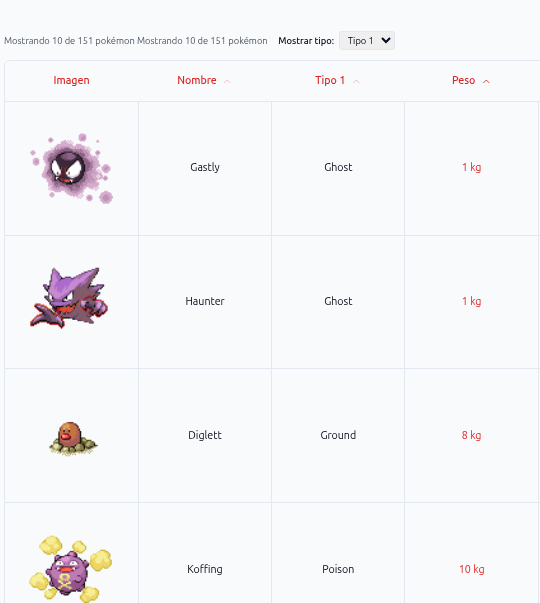 Mostrando 10 de 151 pokémon Mostrando 10 de 151 pokémon Mostrar tipo: Tipo 1
Imagen Nombre Tipo 1 Peso
Gastly Ghost 1 kg
Haunter Ghost 1 kg
Diglett Ground 8 kg
Koffing Poison 10 kg